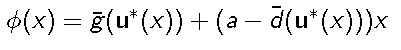 ϕ(x) = ḡ(u*(x)) + (a − d̄(u*(x)))x